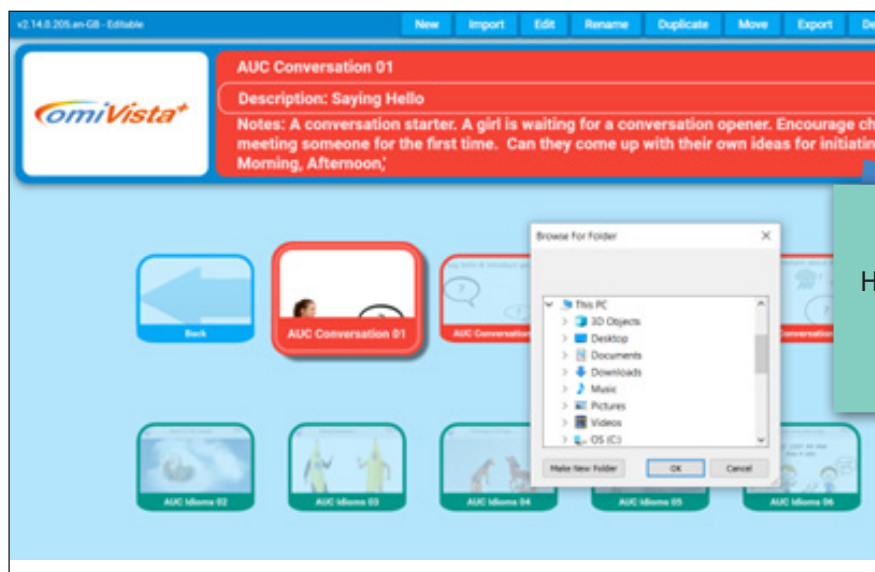 v2.14.0.205.en-GB - Editable
New Import Edit Rename Duplicate Move Export De
omiVista+
AUC Conversation 01
Description: Saying Hello
Notes: A conversation starter. A girl is waiting for a conversation opener. Encourage ch
meeting someone for the first time. Can they come up with their own ideas for initiatin
Morning, Afternoon,'
H
Browse For Folder
This PC
3D Objects
Desktop
Documents
Downloads
Music
Pictures
Videos
OS (C:)
Make New Folder OK Cancel
Back
AUC Conversation 01
AUC Conversation
onversation
AUC Idioms 02
AUC Idioms 03
AUC Idioms 04
AUC Idioms 05
AUC Idioms 06